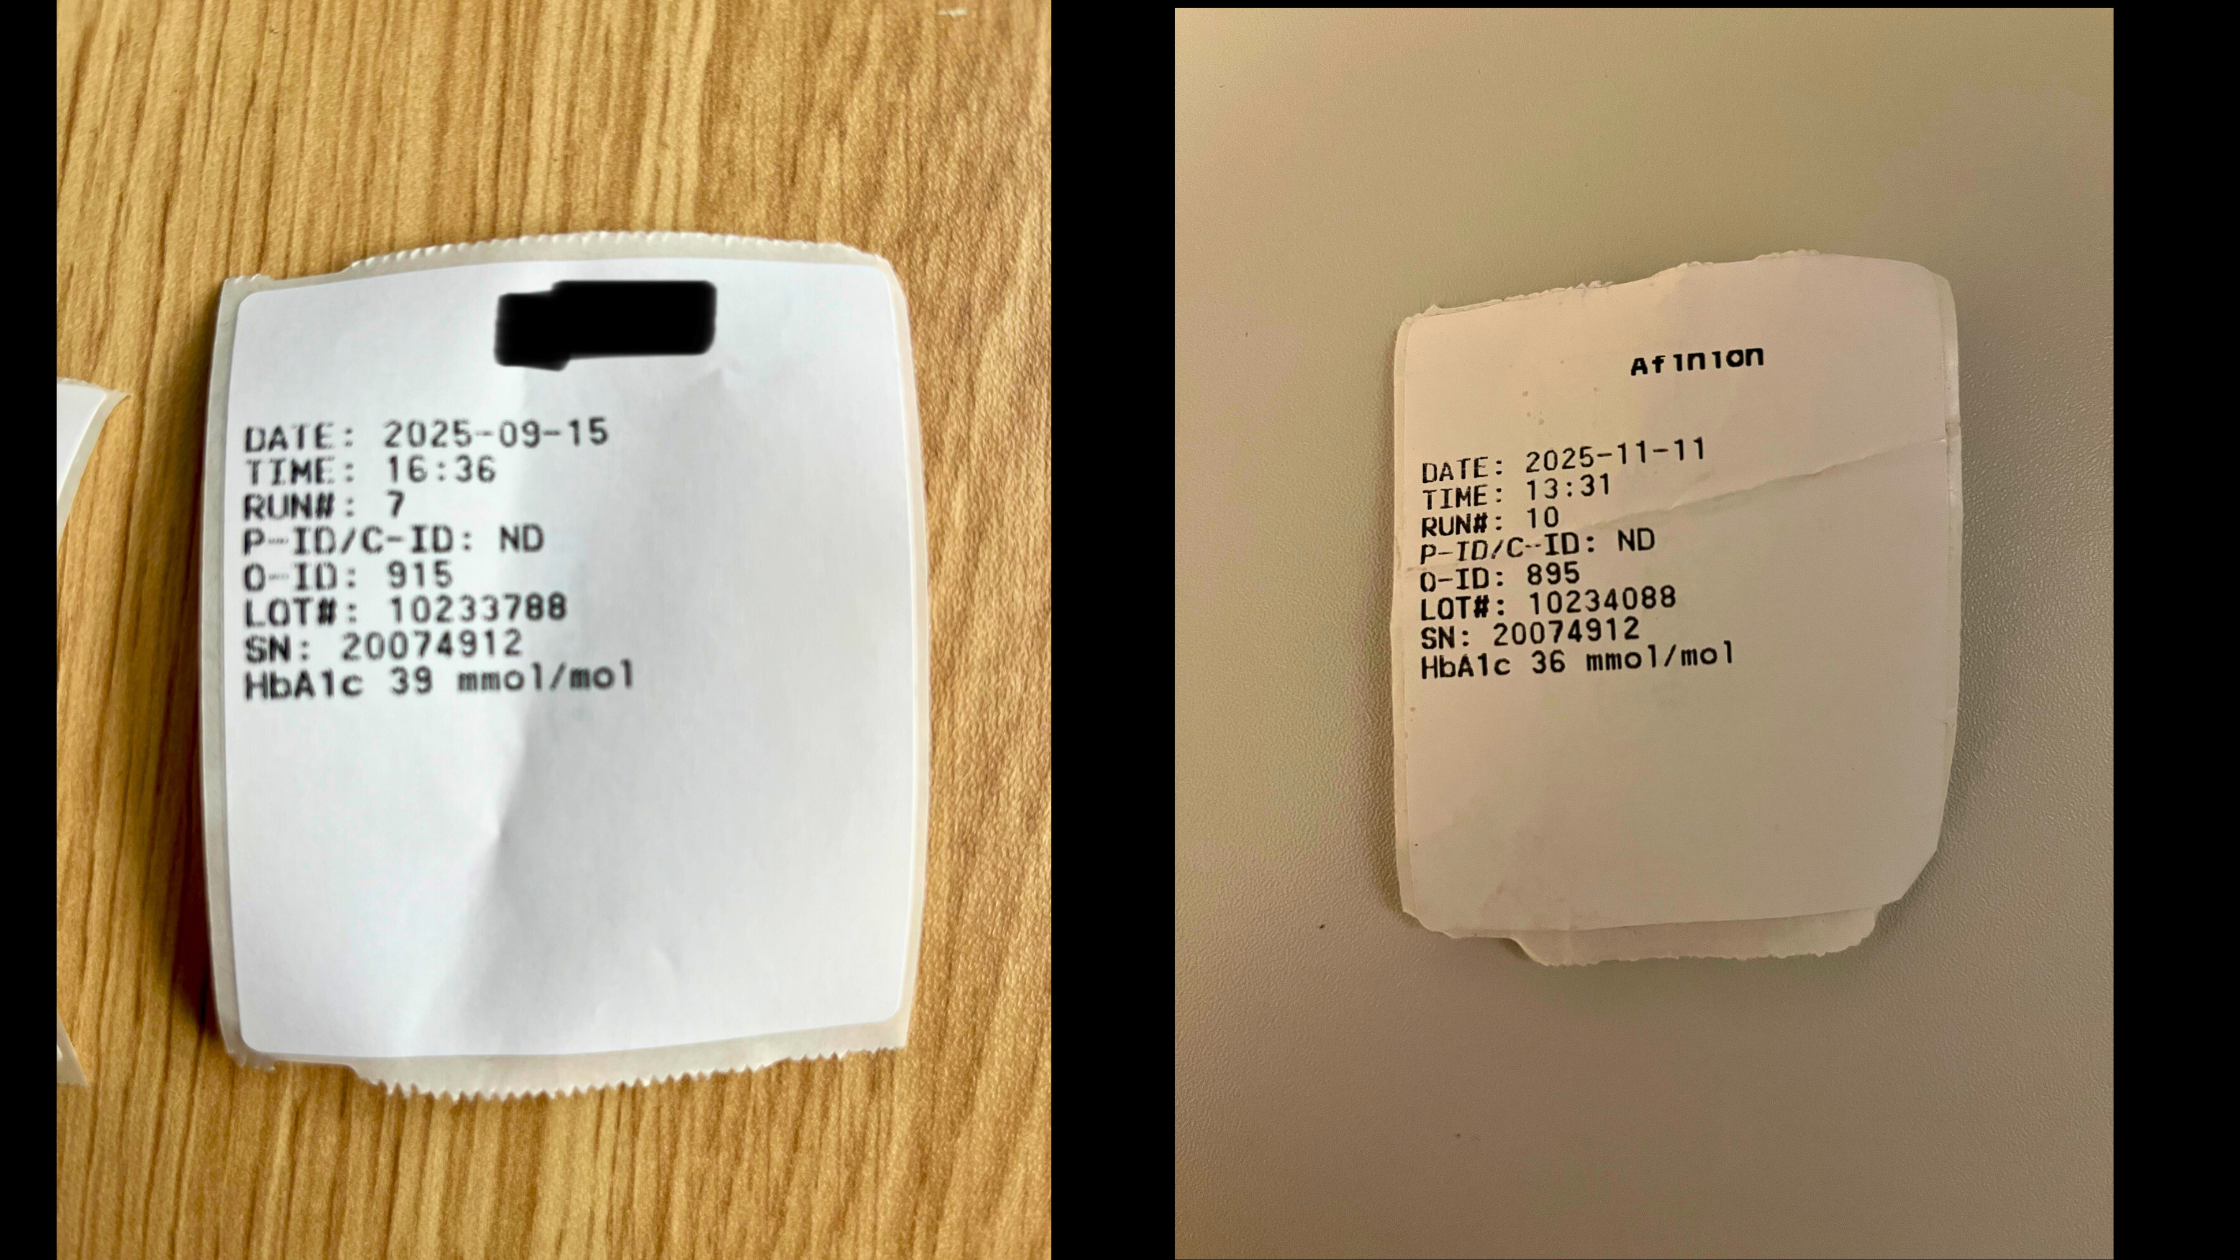 DATE: 2025-09-15
TIME: 16:36
RUN#: 7
P-ID/C-ID: ND
O-ID: 915
LOT#: 10233788
SN: 20074912
HbA1c 39 mmol/mol
Afinion
DATE: 2025-11-11
TIME: 13:31
RUN#: 10
P-ID/C-ID: ND
O-ID: 895
LOT#: 10234088
SN: 20074912
HbA1c 36 mmol/mol